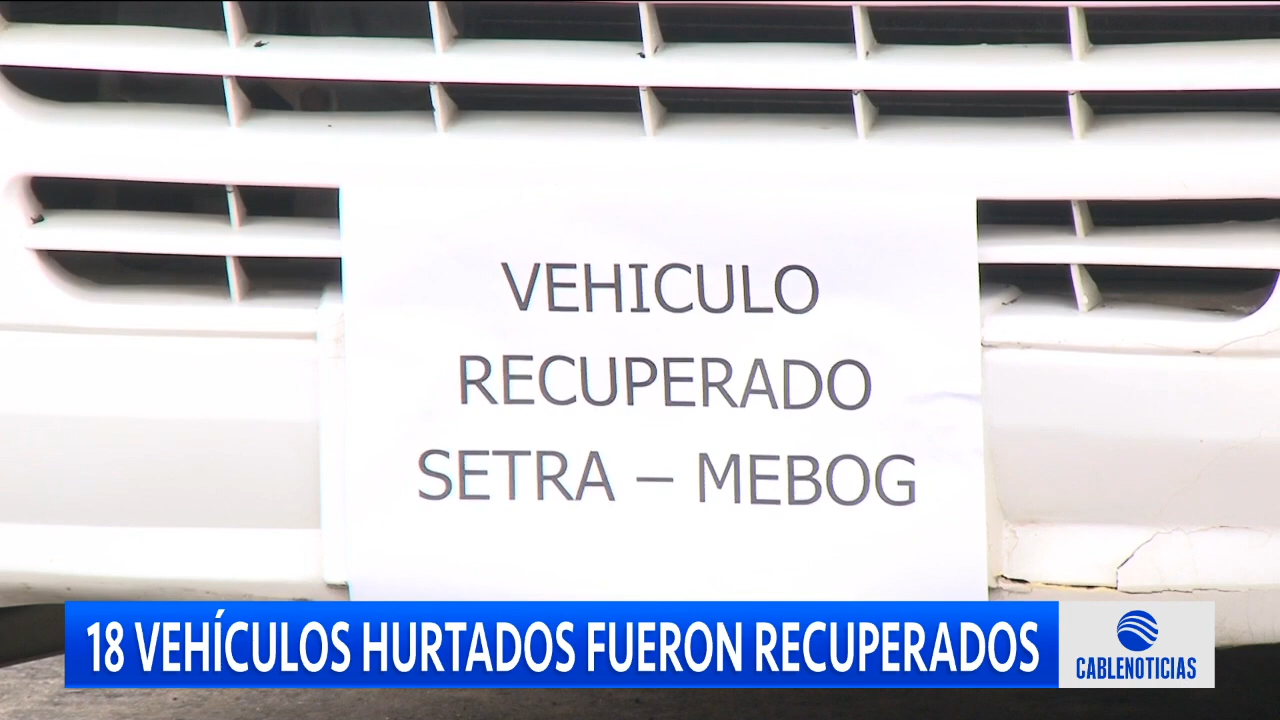 VEHICULO
RECUPERADO
SETRA – MEBOG
18 VEHÍCULOS HURTADOS FUERON RECUPERADOS
CABLENOTICIAS